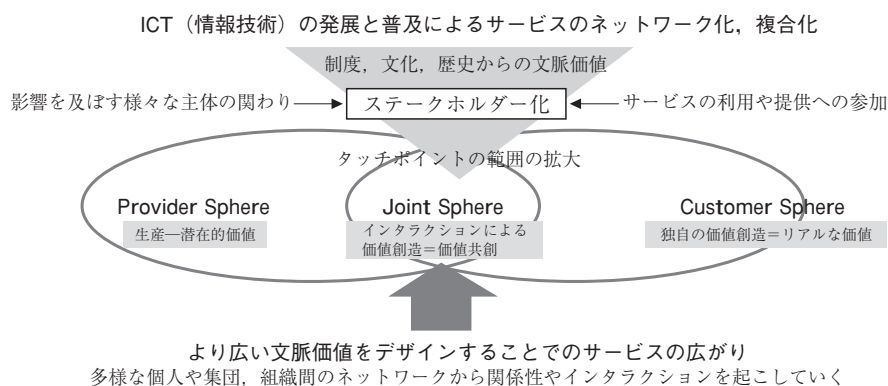 ICT（情報技術）の発展と普及によるサービスのネットワーク化，複合化
制度，文化，歴史からの文脈価値
影響を及ぼす様々な主体の関わり
ステークホルダー化
サービスの利用や提供への参加
タッチポイントの範囲の拡大
Provider Sphere
Joint Sphere
Customer Sphere
生産―潜在的価値
インタラクションによる
価値創造＝価値共創
独自の価値創造＝リアルな価値
より広い文脈価値をデザインすることでのサービスの広がり
多様な個人や集団，組織間のネットワークから関係性やインタラクションを起こしていく